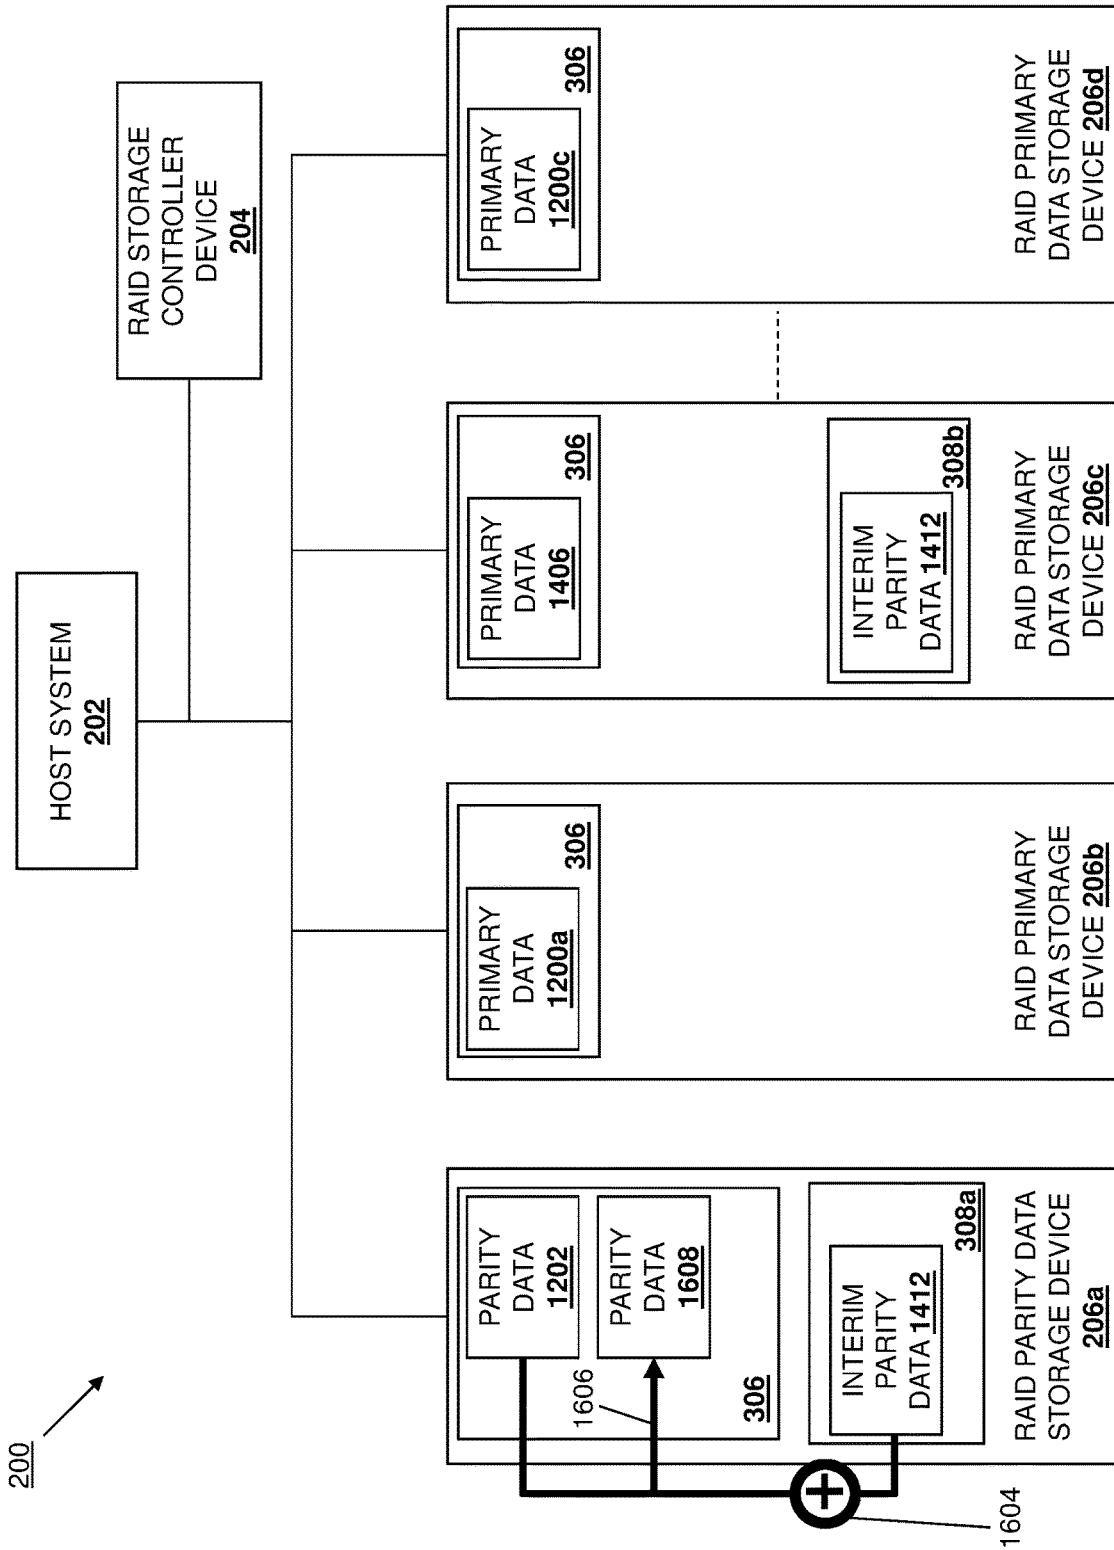 200
HOST SYSTEM
202
RAID STORAGE
CONTROLLER
DEVICE
204
PARITY
DATA
1202
PARITY
DATA
1608
306
1606
INTERIM
PARITY
DATA 1412
308a
1604
RAID PARITY DATA
STORAGE DEVICE
206a
PRIMARY
DATA
1200a
306
RAID PRIMARY
DATA STORAGE
DEVICE 206b
PRIMARY
DATA
1406
306
INTERIM
PARITY
DATA 1412
308b
RAID PRIMARY
DATA STORAGE
DEVICE 206c
PRIMARY
DATA
1200c
306
RAID PRIMARY
DATA STORAGE
DEVICE 206d